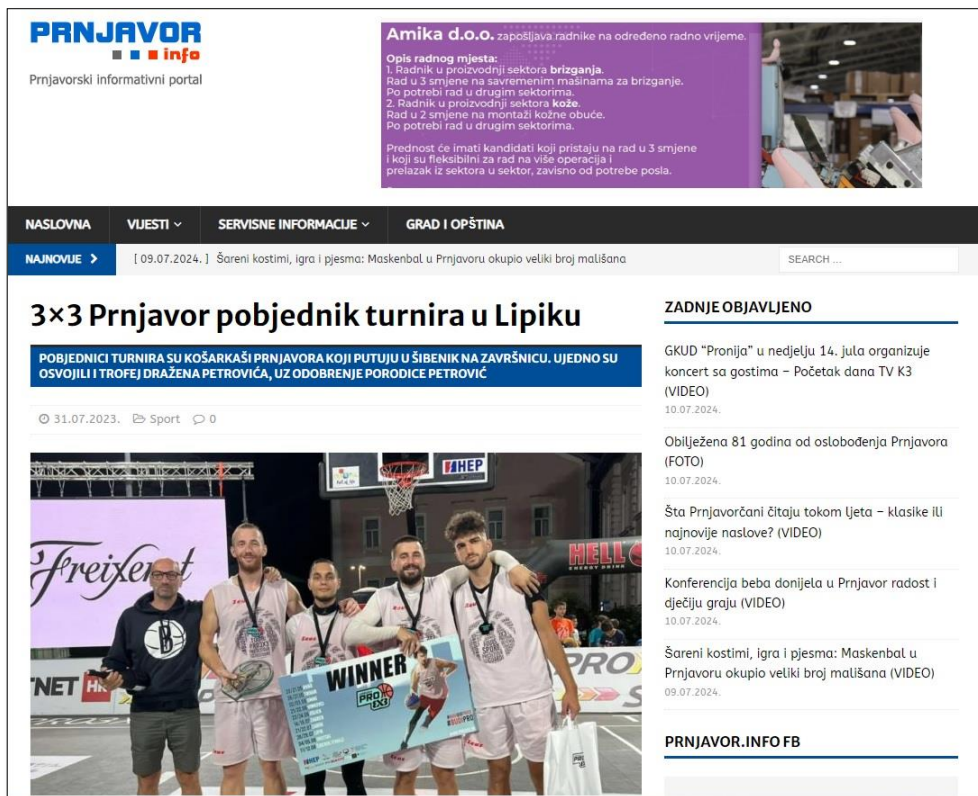 PRNJAVOR
info
Prnjavorski informativni portal
Amika d.o.o. zapošljava radnike na određeno radno vrijeme.
Opis radnog mjesta:
1. Radnik u proizvodnji sektora brizganja.
Rad u 3 smjene na savremenim mašinama za brizganje.
Po potrebi rad u drugim sektorima.
2. Radnik u proizvodnji sektora kože.
Rad u 2 smjene na montaži kožne obuće.
Po potrebi rad u drugim sektorima.
Prednost će imati kandidati koji pristaju na rad u 3 smjene
i koji su fleksibilni za rad na više operacija i
prelazak iz sektora u sektor, zavisno od potrebe posla.
NASLOVNA VIJESTI SERVISNE INFORMACIJE GRAD I OPŠTINA
NAJNOVIJE [ 09.07.2024. ] Šareni kostimi, igra i pjesma: Maskenbal u Prnjavoru okupio veliki broj mališana SEARCH ...
3×3 Prnjavor pobjednik turnira u Lipiku
POBJEDNICI TURNIRA SU KOŠARKAŠI PRNJAVORA KOJI PUTUJU U ŠIBENIK NA ZAVRŠNICU. UJEDNO SU
OSVOJILI I TROFEJ DRAŽENA PETROVIĆA, UZ ODOBRENJE PORODICE PETROVIĆ
31.07.2023. Sport 0
HEP
Freixenet
HELL
ENERGY DRINK
B
NET HR
PRO
WINNER
PRO
3X3
HEP
PRO
ZADNJE OBJAVLJENO
GKUD “Pronija” u nedjelju 14. jula organizuje
koncert sa gostima – Početak dana TV K3
(VIDEO)
10.07.2024.
Obilježena 81 godina od oslobođenja Prnjavora
(FOTO)
10.07.2024.
Šta Prnjavorčani čitaju tokom ljeta – klasike ili
najnovije naslove? (VIDEO)
10.07.2024.
Konferencija beba donijela u Prnjavor radost i
dječiju graju (VIDEO)
10.07.2024.
Šareni kostimi, igra i pjesma: Maskenbal u
Prnjavoru okupio veliki broj mališana (VIDEO)
09.07.2024.
PRNJAVOR.INFO FB